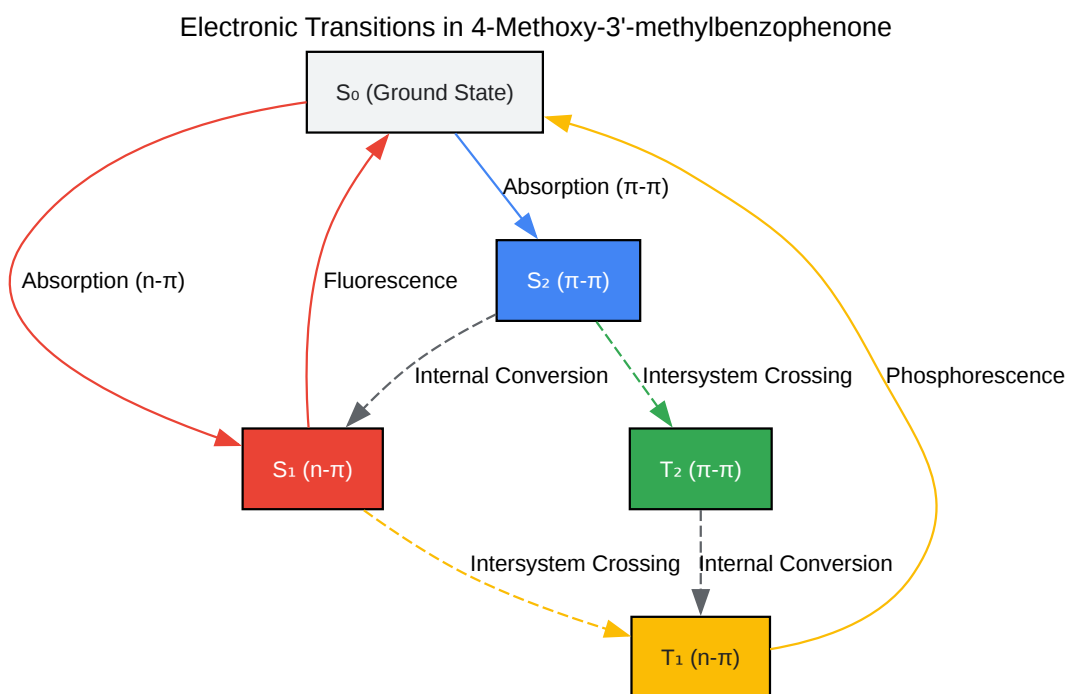 Electronic Transitions in 4-Methoxy-3'-methylbenzophenone
S₀ (Ground State)
Absorption (π-π)
S₂ (π-π)
Absorption (n-π)
Fluorescence
Internal Conversion
Intersystem Crossing
Phosphorescence
S₁ (n-π)
T₂ (π-π)
Intersystem Crossing
Internal Conversion
T₁ (n-π)